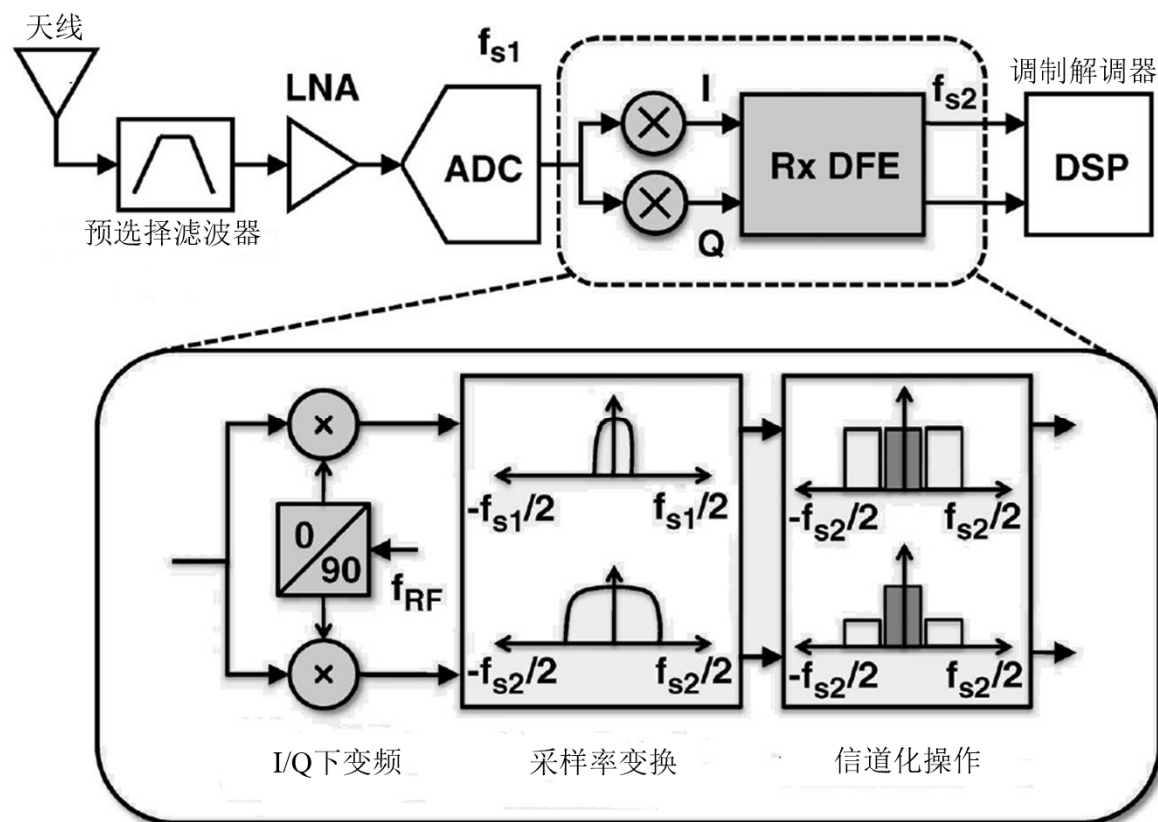 天线
f_s1
LNA
ADC
I
Q
Rx DFE
f_s2
调制解调器
DSP
预选择滤波器
×
×
0
90
f_RF
×
×
-f_s1/2
f_s1/2
-f_s2/2
f_s2/2
-f_s2/2
f_s2/2
-f_s2/2
f_s2/2
I/Q下变频
采样率变换
信道化操作